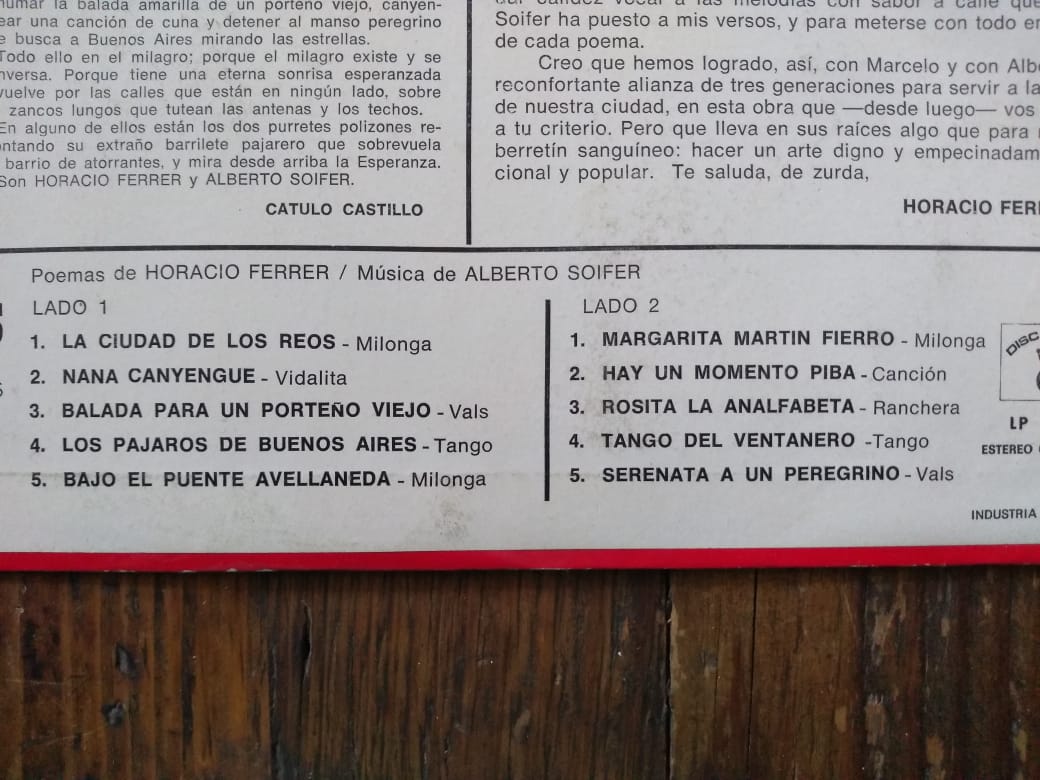 la balada amarilla de un porteño viejo, canyen-
una canción de cuna y detener al manso peregrino
busca a Buenos Aires mirando las estrellas.
Todo ello en el milagro; porque el milagro existe y se
Porque tiene una eterna sonrisa esperanzada
vuelve por las calles que están en ningún lado, sobre
zancos lungos que tutean las antenas y los techos.
En alguno de ellos están los dos purretes polizones re-
su extraño barrilete pajarero que sobrevuela
barrio de atorrantes, y mira desde arriba la Esperanza.
Son HORACIO FERRER y ALBERTO SOIFER.
CATULO CASTILLO
calidez vocal a las melodías con sabor a calle que
Soifer ha puesto a mis versos, y para meterse con todo
de cada poema.
Creo que hemos logrado, así, con Marcelo y con
reconfortante alianza de tres generaciones para servir a
de nuestra ciudad, en esta obra que —desde luego— vos
a tu criterio. Pero que lleva en sus raíces algo que para
berretín sanguíneo: hacer un arte digno y
cional y popular. Te saluda, de zurda,
HORACIO
Poemas de HORACIO FERRER / Música de ALBERTO SOIFER
LADO 1
1. LA CIUDAD DE LOS REOS - Milonga
2. NANA CANYENGUE - Vidalita
3. BALADA PARA UN PORTEÑO VIEJO - Vals
4. LOS PAJAROS DE BUENOS AIRES - Tango
5. BAJO EL PUENTE AVELLANEDA - Milonga
LADO 2
1. MARGARITA MARTIN FIERRO - Milonga
2. HAY UN MOMENTO PIBA - Canción
3. ROSITA LA ANALFABETA - Ranchera
4. TANGO DEL VENTANERO -Tango
5. SERENATA A UN PEREGRINO - Vals
DISC
LP
ESTEREO
INDUSTRIA